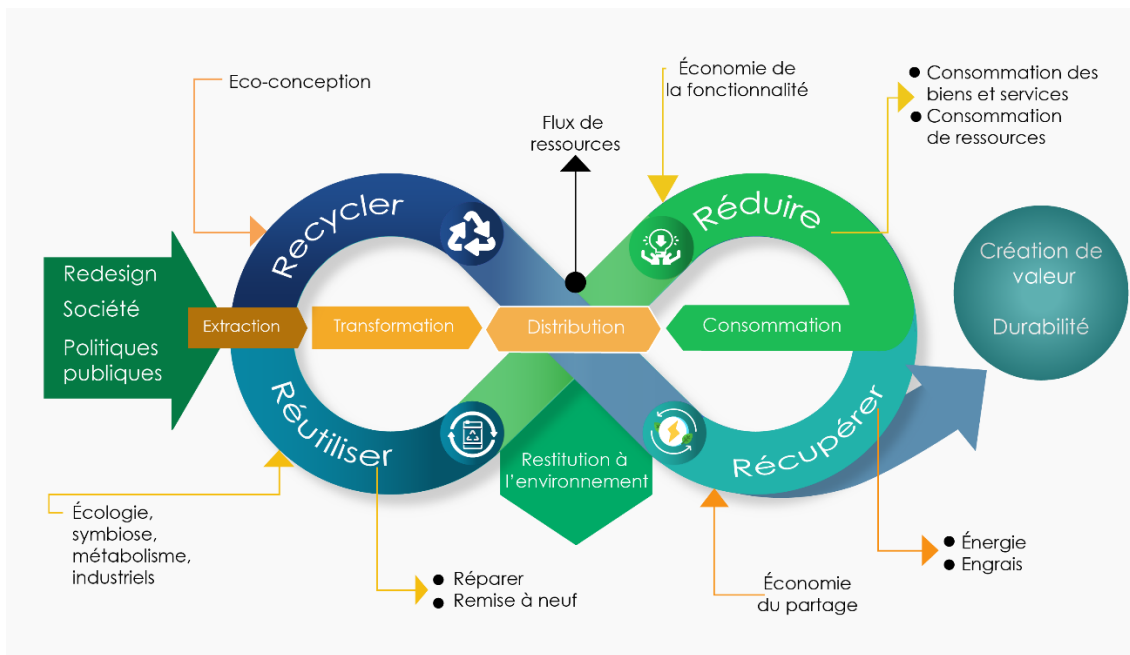 Eco-conception
Économie de
la fonctionnalité
Consommation des
biens et services
Consommation
de ressources
Flux de
ressources
Recycler
Réduire
Redesign
Société
Politiques
publiques
Extraction
Transformation
Distribution
Consommation
Création de
valeur
Durabilité
Réutiliser
Récupérer
Restitution à
l’environnement
Écologie,
symbiose,
métabolisme,
industriels
Réparer
Remise à neuf
Économie
du partage
Énergie
Engrais